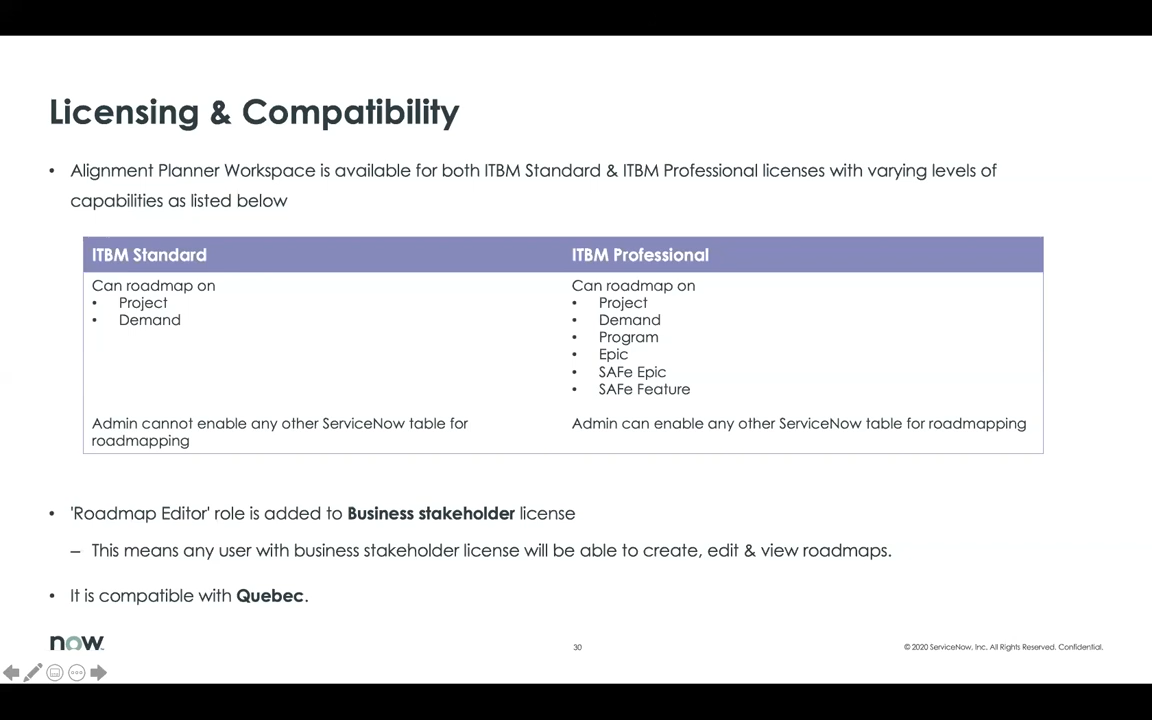 Licensing & Compatibility
• Alignment Planner Workspace is available for both ITBM Standard & ITBM Professional licenses with varying levels of
capabilities as listed below
ITBM Standard
Can roadmap on
• Project
• Demand
Admin cannot enable any other ServiceNow table for
roadmapping
ITBM Professional
Can roadmap on
• Project
• Demand
• Program
• Epic
• SAFe Epic
• SAFe Feature
Admin can enable any other ServiceNow table for roadmapping
• 'Roadmap Editor' role is added to Business stakeholder license
– This means any user with business stakeholder license will be able to create, edit & view roadmaps.
• It is compatible with Quebec.
now
30
© 2020 ServiceNow, Inc. All Rights Reserved. Confidential.